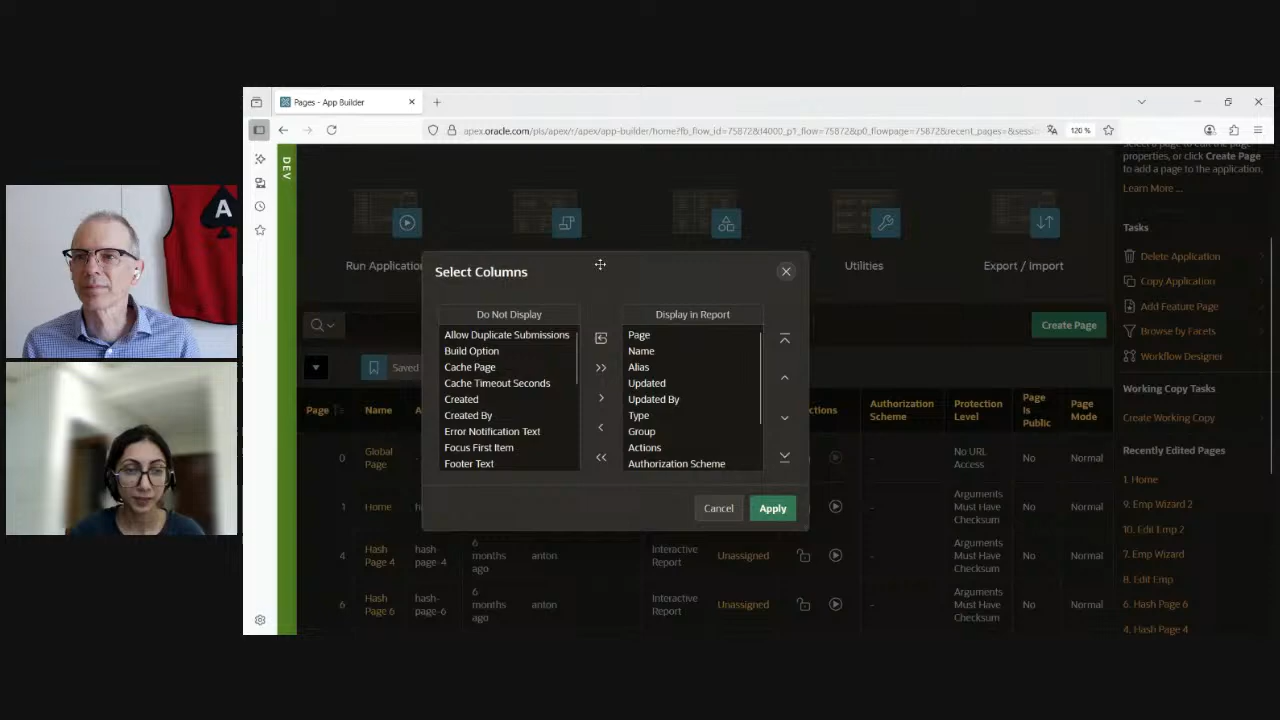 Pages - App Builder
apex.oracle.com/pls/apex/r/apex/app-builder/home?fb_flow_id=75872&f4000_p1_flow=75872&p0_flowpage=75872&recent_pages=&sessi
120 %
DEV
A
properties, or click Create Page
to add a page to the application.
Learn More ...
Run Application
Utilities
Export / Import
Create Page
Saved
Tasks
Delete Application
Copy Application
Add Feature Page
Browse by Facets
Workflow Designer
Working Copy Tasks
Create Working Copy
Recently Edited Pages
1. Home
9. Emp Wizard 2
10. Edit Emp 2
7. Emp Wizard
8. Edit Emp
6. Hash Page 6
4. Hash Page 4
Select Columns
Do Not Display
Allow Duplicate Submissions
Build Option
Cache Page
Cache Timeout Seconds
Created
Created By
Error Notification Text
Focus First Item
Footer Text
Display in Report
Page
Name
Alias
Updated
Updated By
Type
Group
Actions
Authorization Scheme
Cancel
Apply
Page
Name
Authorization
Scheme
Protection
Level
Page
Is
Public
Page
Mode
0
Global
Page
-
No URL
Access
No
Normal
1
Home
Arguments
Must Have
Checksum
No
Normal
4
Hash
Page 4
hash-
page-4
6
months
ago
anton
Interactive
Report
Unassigned
-
Arguments
Must Have
Checksum
No
Normal
6
Hash
Page 6
hash-
page-6
6
months
ago
anton
Interactive
Report
Unassigned
-
Arguments
Must Have
Checksum
No
Normal